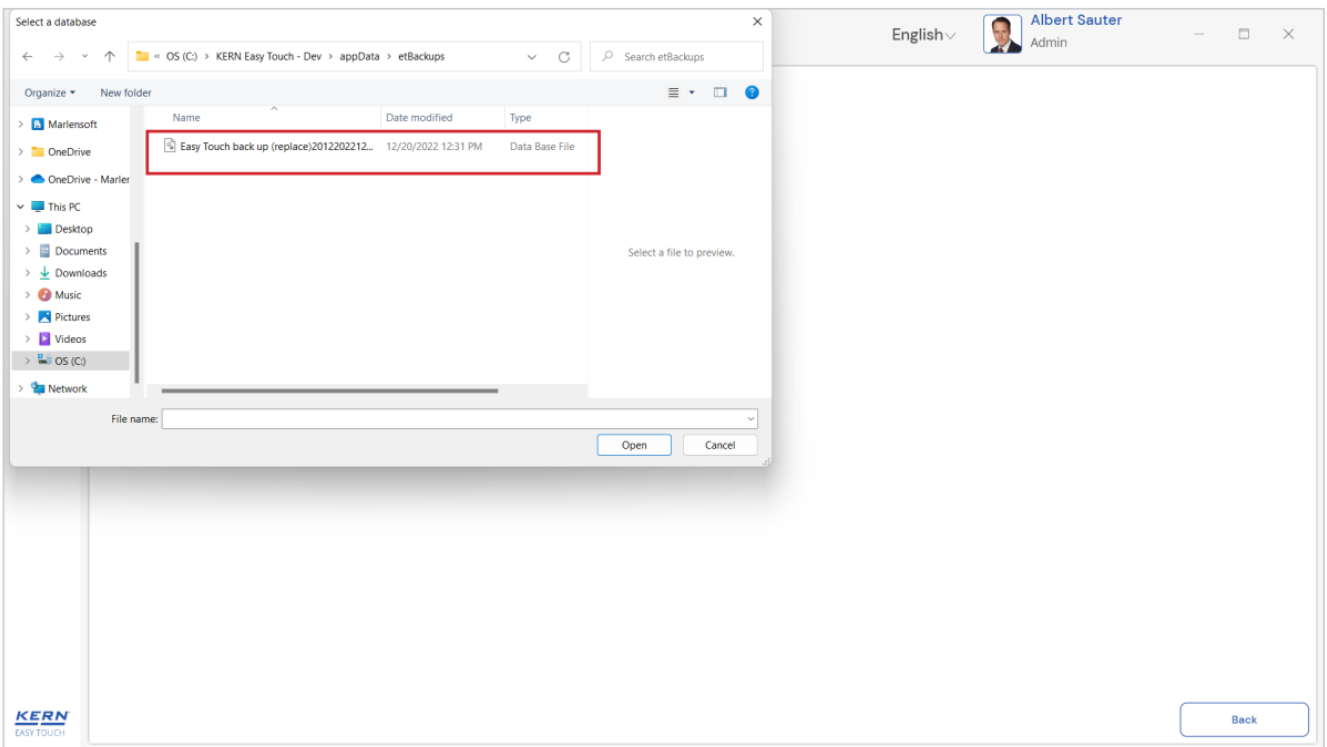 Select a database
English
Albert Sauter
Admin
« OS (C:) > KERN Easy Touch - Dev > appData > etBackups
Search etBackups
Organize
New folder
Name
Date modified
Type
Marlensoft
OneDrive
OneDrive - Marler
This PC
Desktop
Documents
Downloads
Music
Pictures
Videos
OS (C:)
Network
Easy Touch back up (replace)2012202212... 12/20/2022 12:31 PM Data Base File
Select a file to preview.
File name:
Open
Cancel
KERN
EASY TOUCH
Back